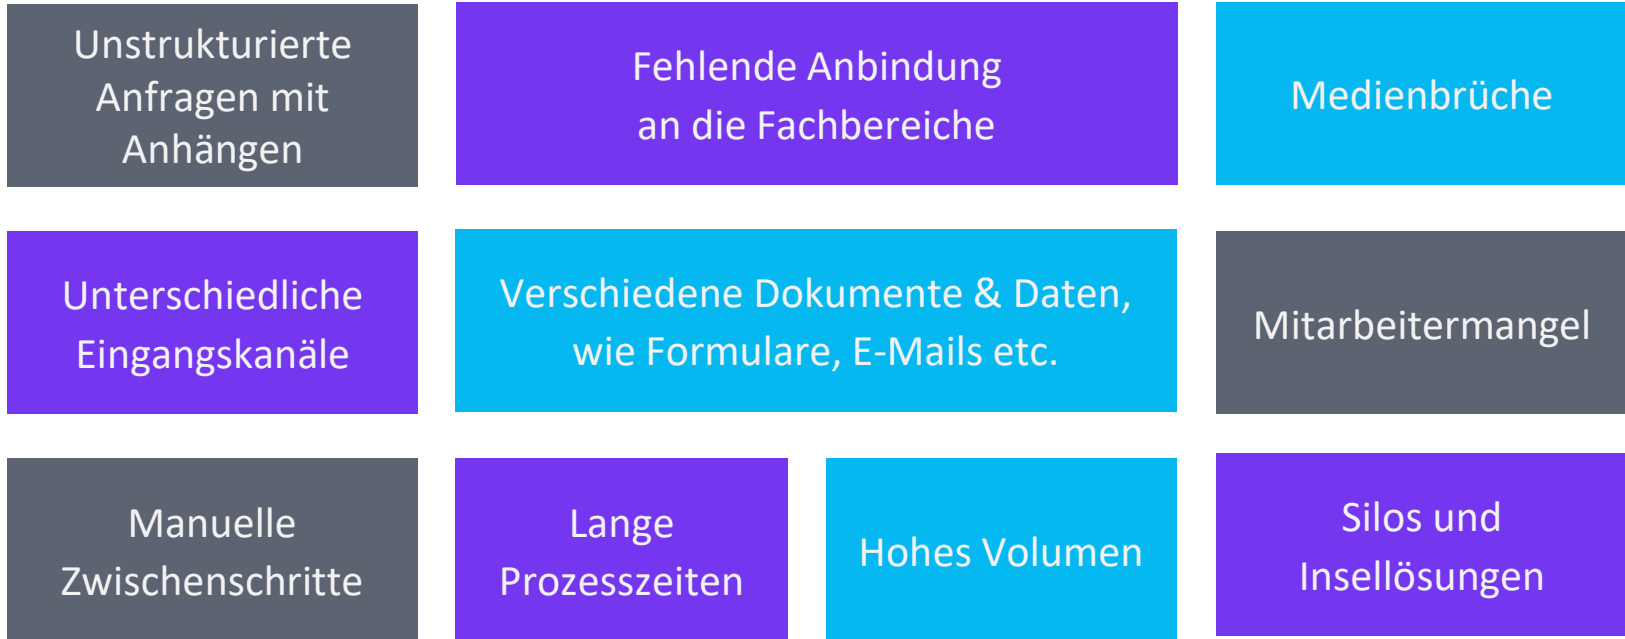 Unstrukturierte
Anfragen mit
Anhängen
Fehlende Anbindung
an die Fachbereiche
Medienbrüche
Unterschiedliche
Eingangskanäle
Verschiedene Dokumente & Daten,
wie Formulare, E-Mails etc.
Mitarbeitermangel
Manuelle
Zwischenschritte
Lange
Prozesszeiten
Hohes Volumen
Silos und
Insellösungen